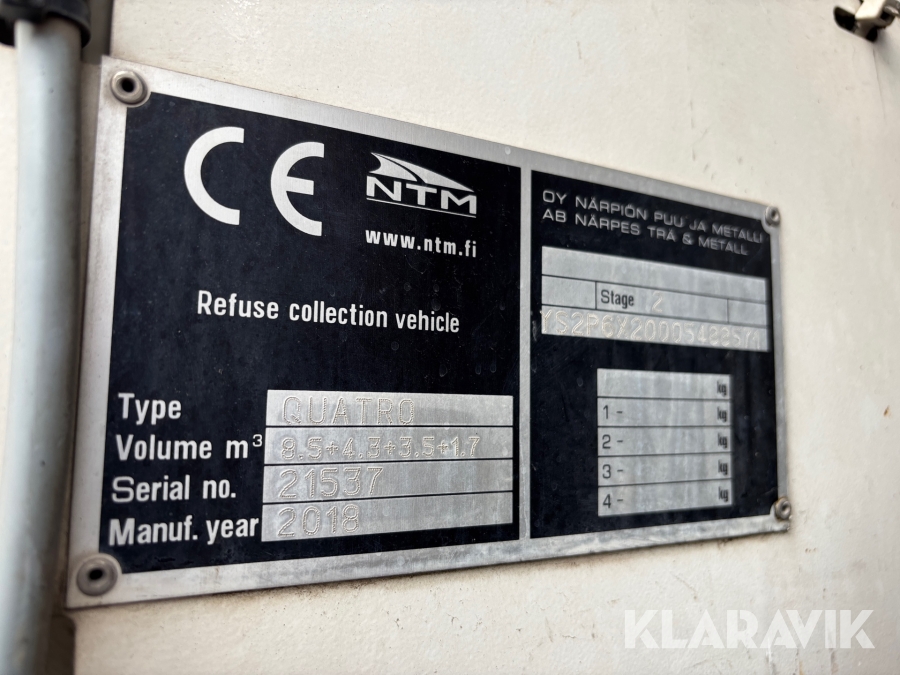 CE
NTM
www.ntm.fi
Refuse collection vehicle
Type QUATRO
Volume m³ 8.5+4.3+3.5+1.7
Serial no. 21537
Manuf. year 2018
OY NÄRPIÖN PUU JA METALLI
AB NÄRPES TRÄ & METALL
Stage 2
kg
1 - kg
2 - kg
3 - kg
4 - kg
KLARAVIK